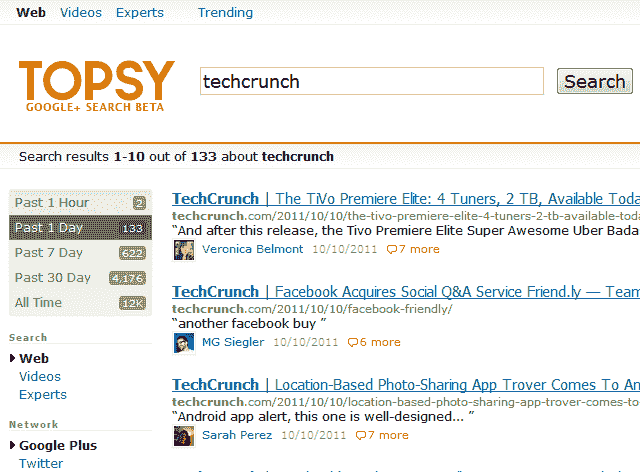 Web Videos Experts Trending
TOPSY
GOOGLE+ SEARCH BETA
techcrunch
Search
Search results 1-10 out of 133 about techcrunch
Past 1 Hour 2
Past 1 Day 133
Past 7 Day 622
Past 30 Day 4,176
All Time 12K
Search
Web
Videos
Experts
Network
Google Plus
Twitter
TechCrunch | The TiVo Premiere Elite: 4 Tuners, 2 TB, Available Toda
techcrunch.com/2011/10/10/the-tivo-premiere-elite-4-tuners-2-tb-available-toda
“And after this release, the Tivo Premiere Elite Super Awesome Uber Bada
Veronica Belmont 10/10/2011 7 more
TechCrunch | Facebook Acquires Social Q&A Service Friend.ly — Team
techcrunch.com/2011/10/10/facebook-friendly/
“another facebook buy ”
MG Siegler 10/10/2011 6 more
TechCrunch | Location-Based Photo-Sharing App Trover Comes To An
techcrunch.com/2011/10/10/location-based-photo-sharing-app-trover-comes-to-
“Android app alert, this one is well-designed... ”
Sarah Perez 10/10/2011 7 more